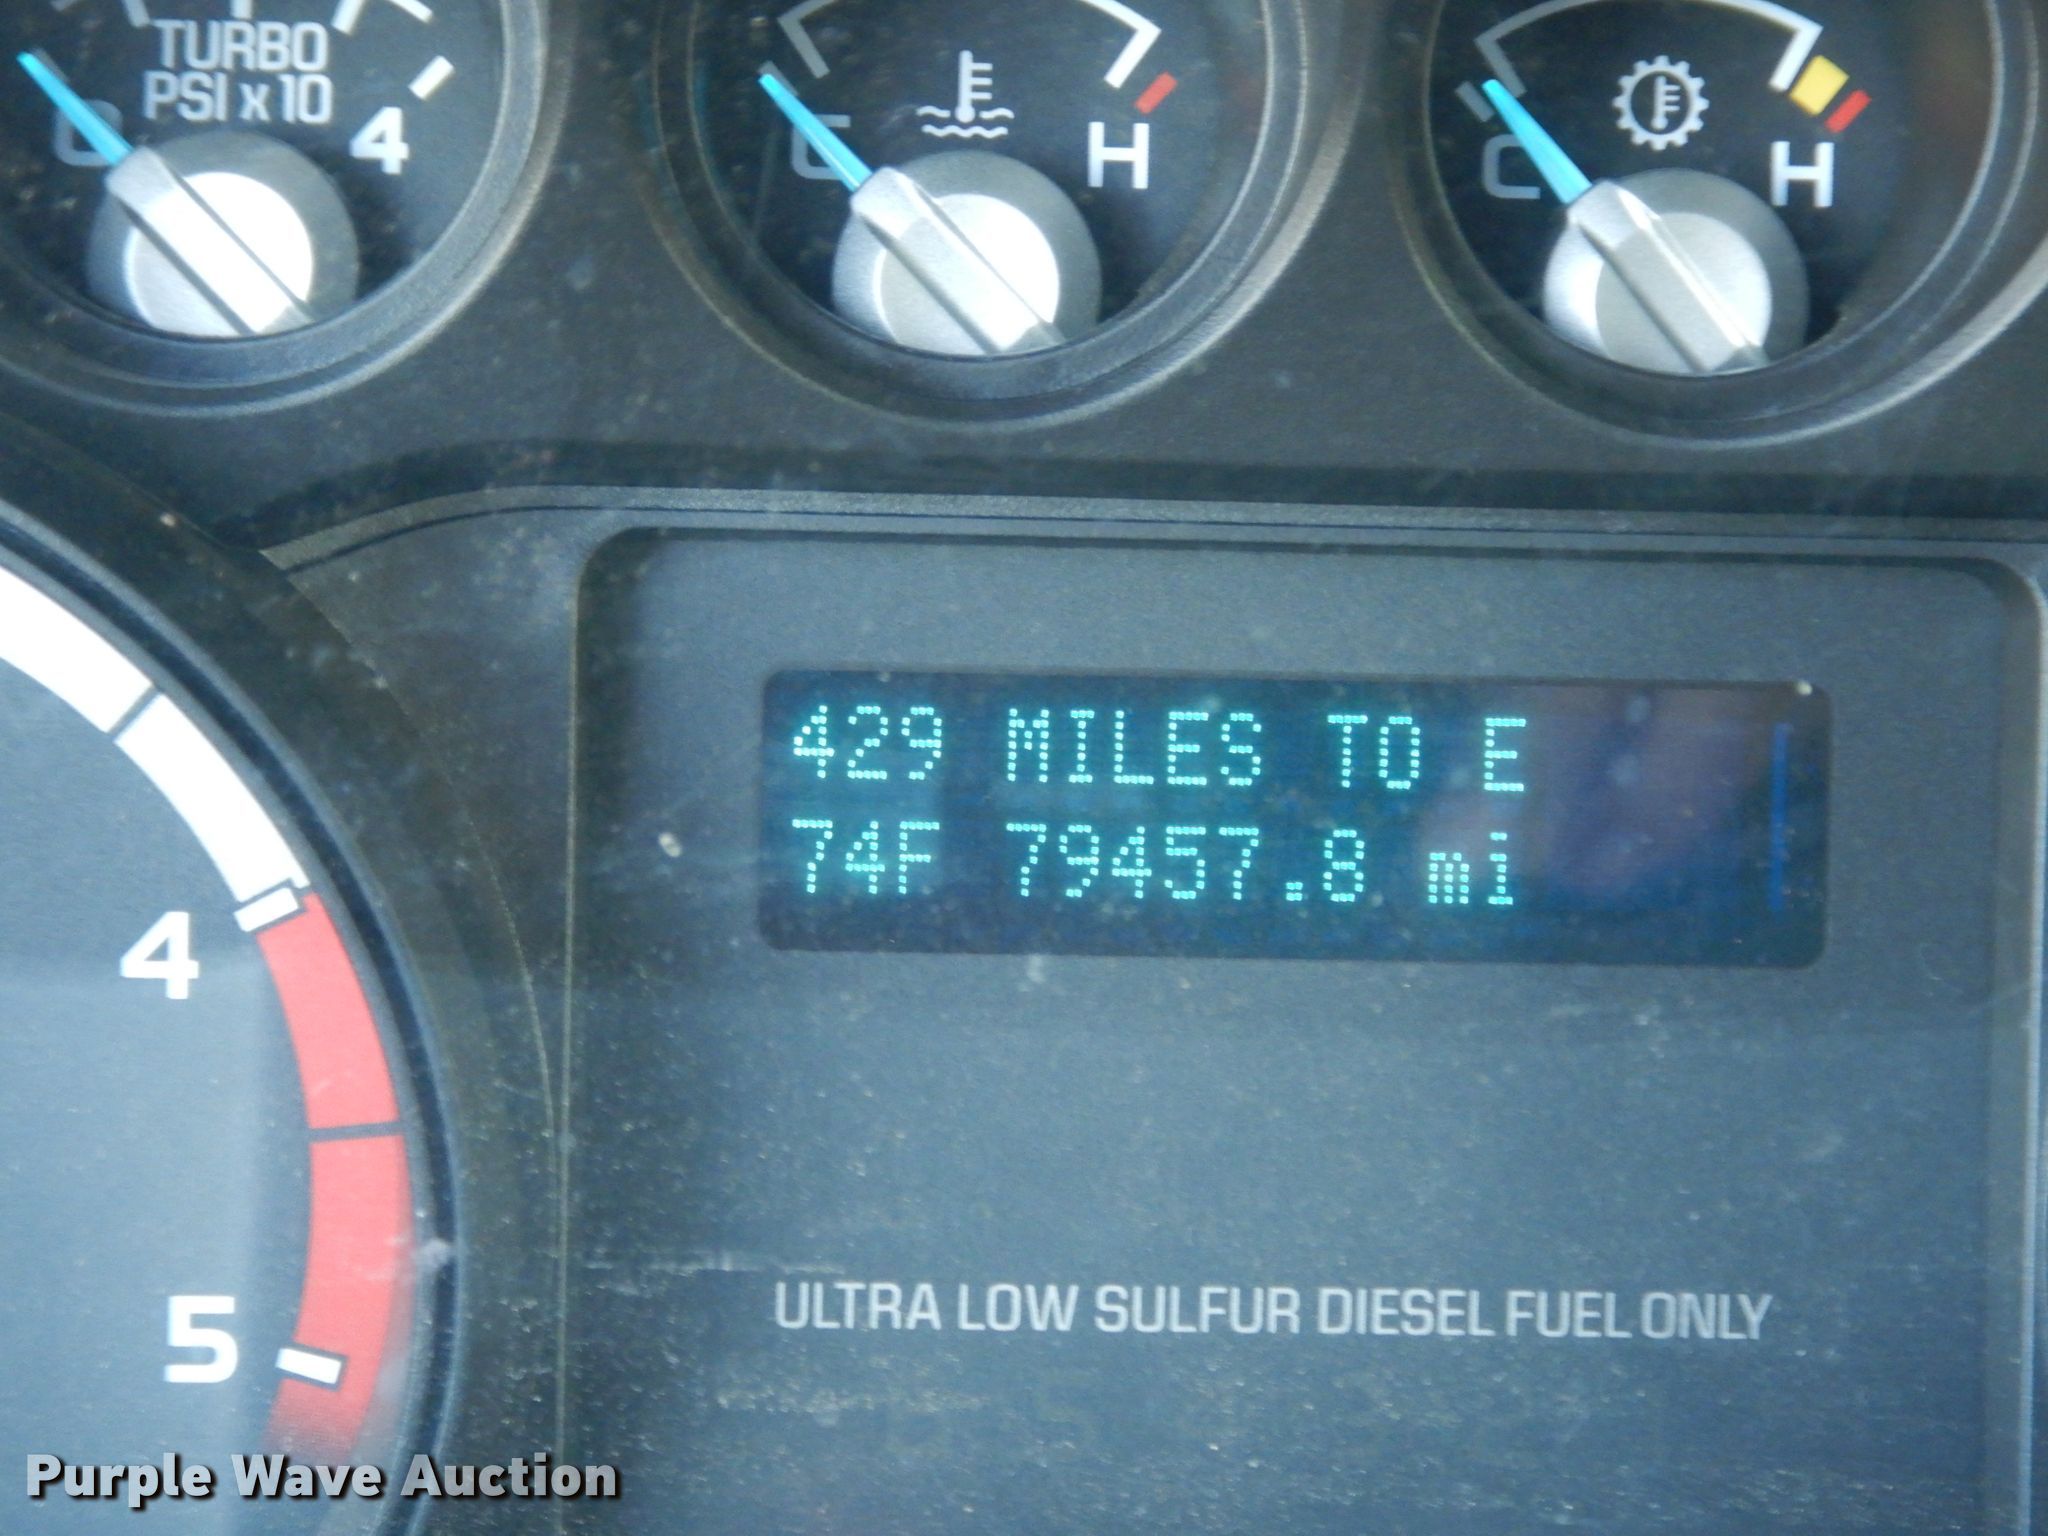 TURBO
PSI x 10
0
4
C
H
C
H
429 MILES TO E
74F 79457.8 mi
4
5
ULTRA LOW SULFUR DIESEL FUEL ONLY
Purple Wave Auction